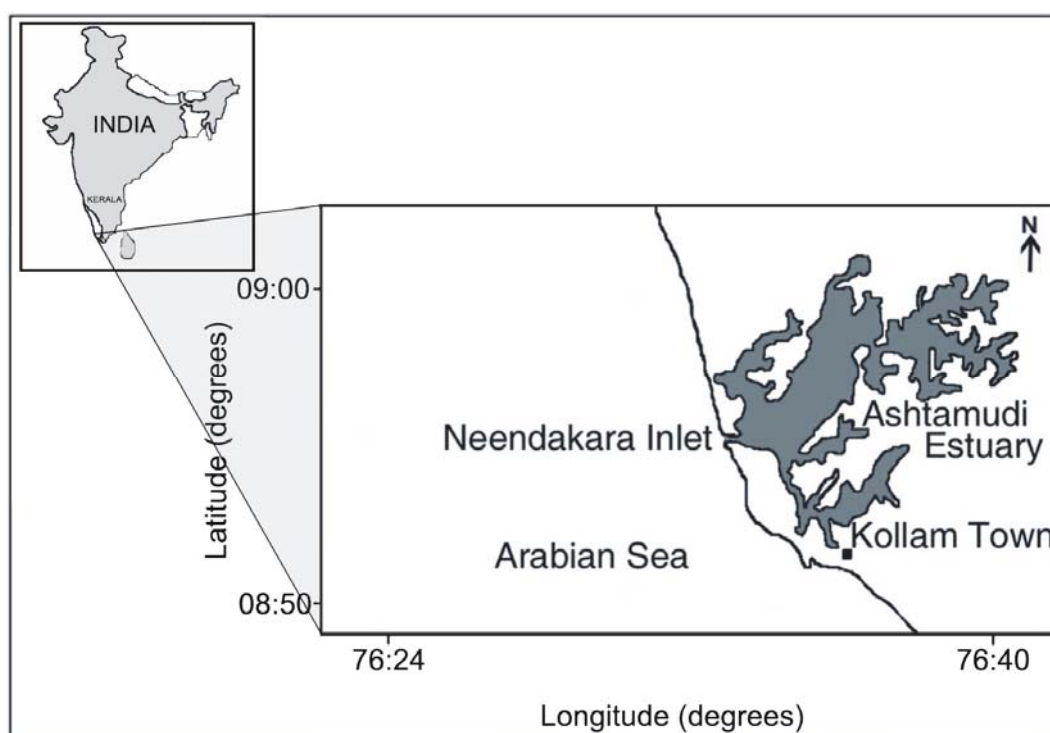 INDIA
KERALA
N
09:00
Latitude (degrees)
Neendakara Inlet
Ashtamudi
Estuary
Arabian Sea
Kollam Town
08:50
76:24
76:40
Longitude (degrees)